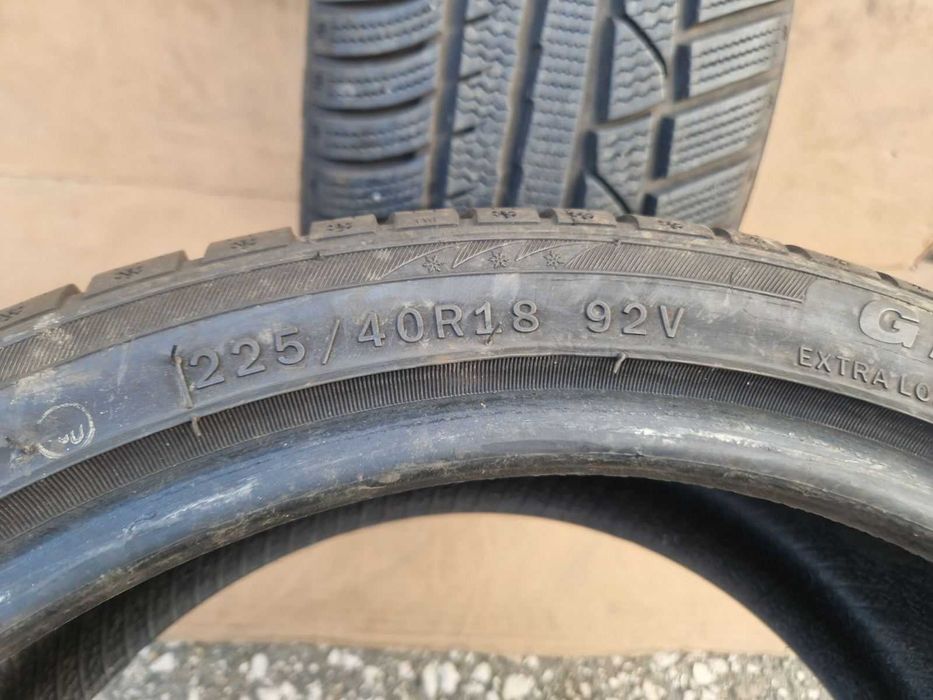 225/40R18 92V
G
EXTRA LO